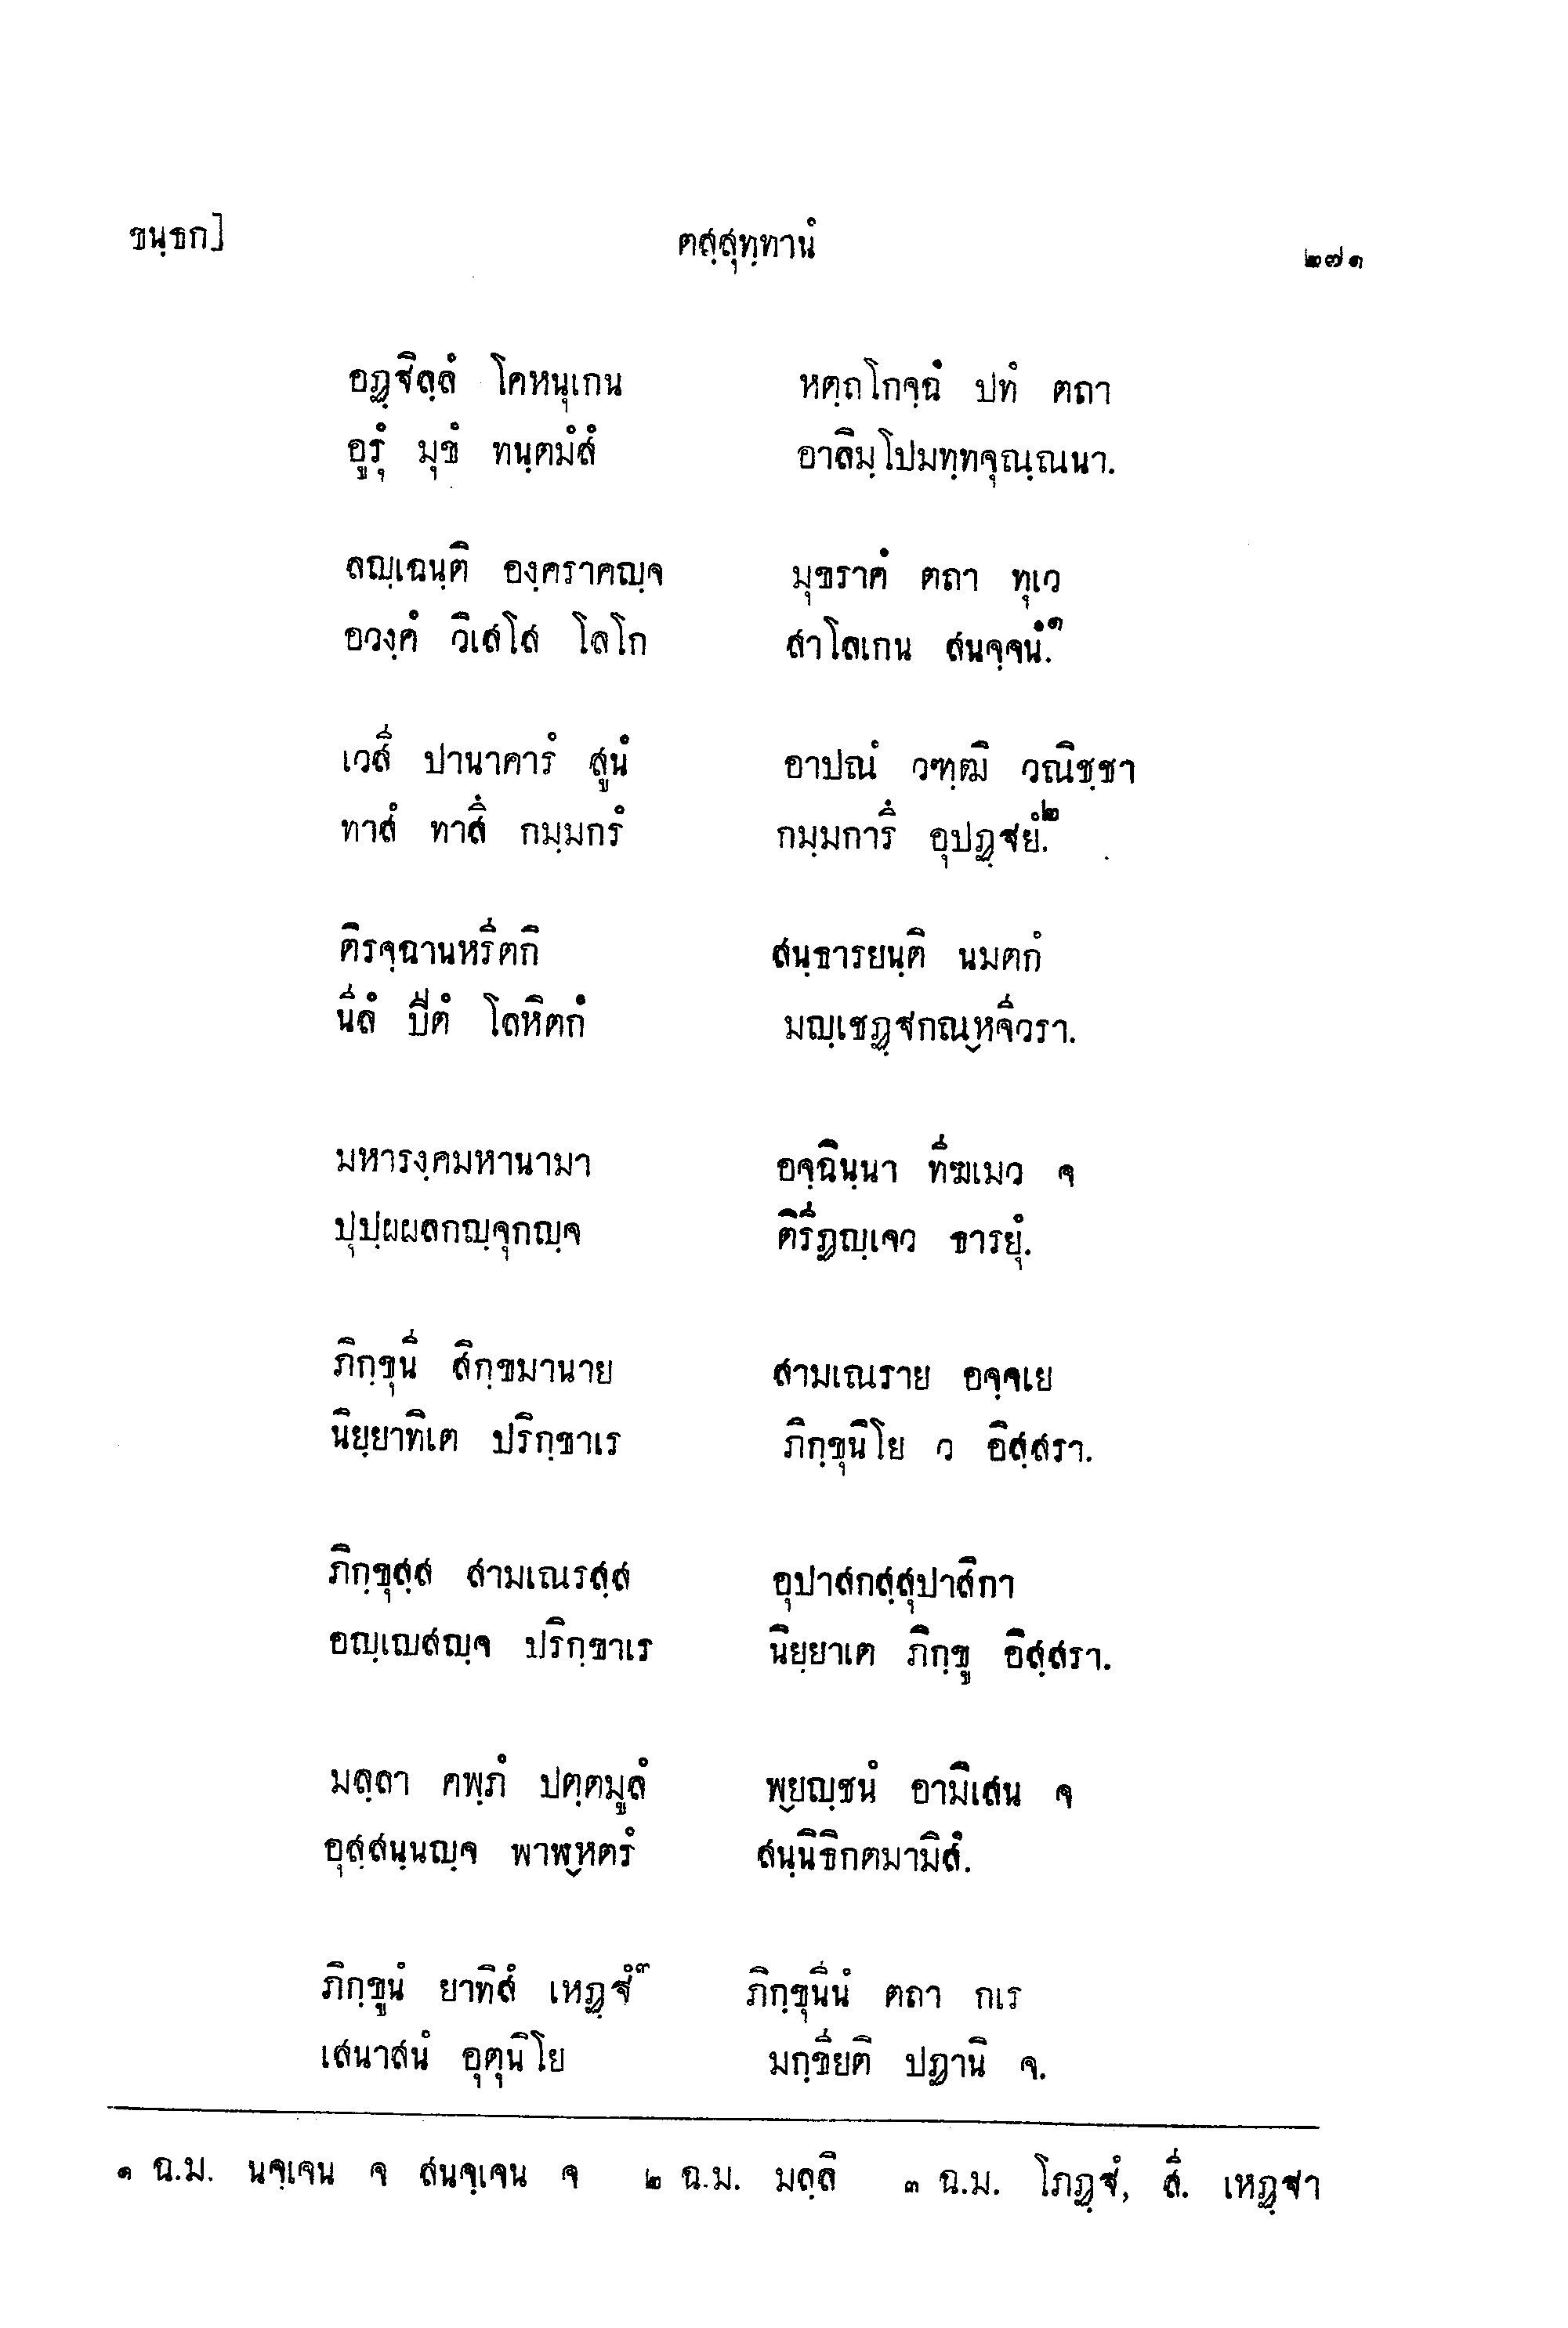 ขนฺธก] ตสฺสุทฺทานํ ๒๗๑
อฏฺฐิลฺลํ โคหนุเกน หตฺถโกจฺฉํ ปทํ ตถา
อูรุํ มุขํ ทนฺตมํสํ อาลิมฺโปมทฺทจุณฺณนา.
ลญฺเฉนฺติ องฺคราคญฺจ มุขราคํ ตถา ทุเว
อวงฺคํ วิเสโส โลโก สาโลเกน สนจฺจนํ.๑
เวสี ปานาคารํ สูนํ อาปณํ วฑฺฒิ วณิชฺชา
ทาสํ ทาสึ กมฺมกรํ กมฺมการึ อุปฏฺฐยํ.๒
ติรจฺฉานหรีตกิ สนฺธารยนฺติ นมตกํ
นีลํ ปีตํ โลหิตกํ มญฺเชฏฺฐกณฺหจีวรา.
มหารงฺคมหานามา อจฺฉินฺนา ทีฆเมว จ
ปุปฺผผลกญฺจุกญฺจ ติรีฏญฺเจว ธารยุํ.
ภิกฺขุนี สิกฺขมานาย สามเณราย อจฺจเย
นิยฺยาทิเต ปริกฺขาเร ภิกฺขุนิโย ว อิสฺสรา.
ภิกฺขุสฺส สามเณรสฺส อุปาสกสฺสุปาสิกา
อญฺเญสญฺจ ปริกฺขาเร นิยฺยาเต ภิกฺขู อิสฺสรา.
มลฺลา คพฺภํ ปตฺตมูลํ พฺยญฺชนํ อามิเสน จ
อุสฺสนฺนญฺจ พาฬฺหตรํ สนฺนิธิกตมามิสํ.
ภิกฺขูนํ ยาทิสํ เหฏฺฐํ๓ ภิกฺขุนีนํ ตถา กเร
เสนาสนํ อุตุนิโย มกฺขียติ ปฏานิ จ.
๑ ฉ.ม. นจฺเจน จ สนจฺเจน จ ๒ ฉ.ม. มลฺลิ ๓ ฉ.ม. โภฏฺฐํ, สี. เหฏฺฐา